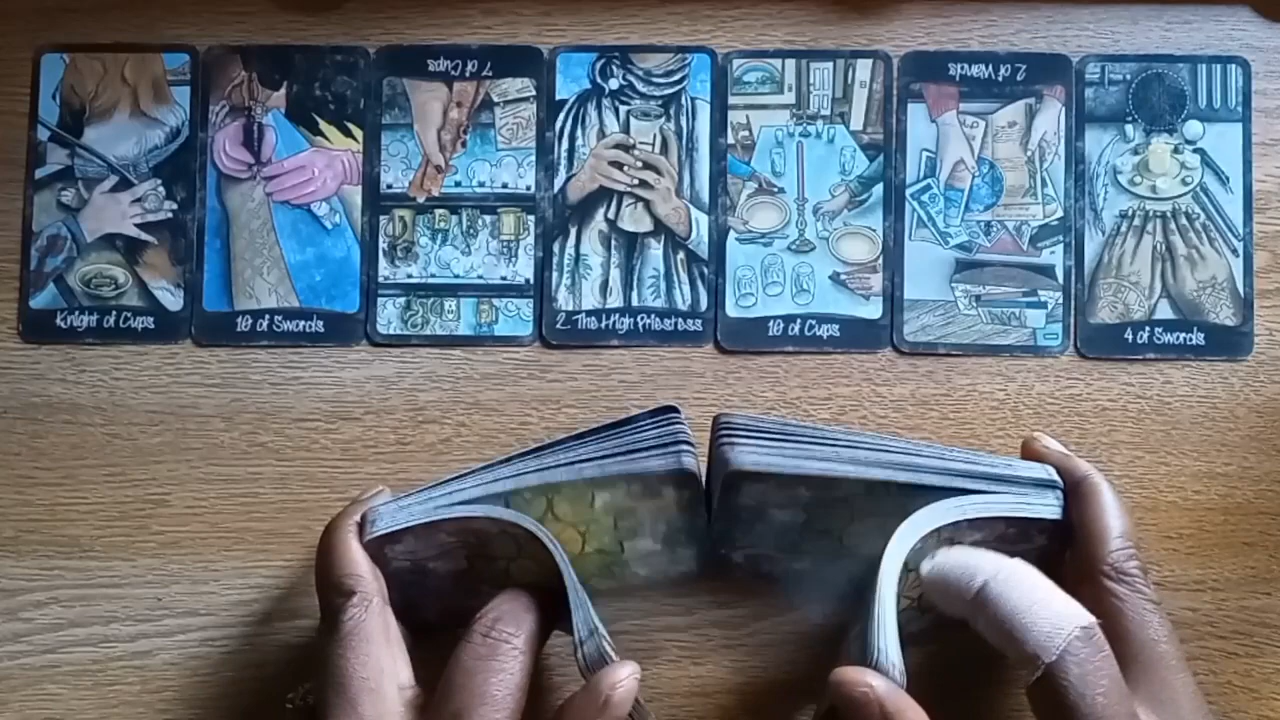 Knight of Cups
10 of Swords
7 of Cups
2. The High Priestess
10 of Cups
2 of Wands
4 of Swords